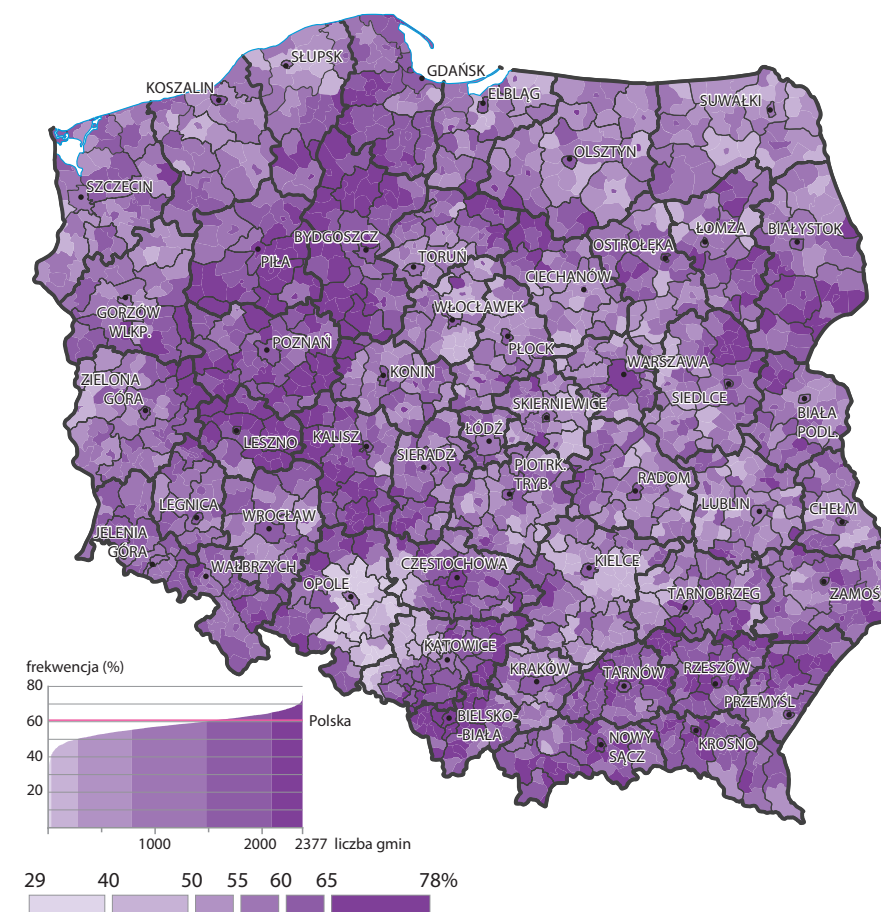 SŁUPSK
GDAŃSK
KOSZALIN
ELBLĄG
SUWAŁKI
OLSZTYN
SZCZECIN
BYDGOSZCZ
OSTROŁĘKA
ŁOMŻA
BIAŁYSTOK
PIŁA
TORUŃ
CIECHANÓW
GORZÓW
WLKP.
WŁOCŁAWEK
POZNAŃ
PŁOCK
WARSZAWA
ZIELONA
GÓRA
KONIN
SKIERNIEWICE
SIEDLCE
BIAŁA
PODL.
LESZNO
KALISZ
ŁÓDŹ
SIERADZ
PIOTRK.
TRYB.
RADOM
LEGNICA
WROCŁAW
LUBLIN
CHEŁM
JELENIA
GÓRA
WAŁBRZYCH
OPOLE
CZĘSTOCHOWA
KIELCE
TARNOBRZEG
ZAMOŚ
KATOWICE
KRAKÓW
TARNÓW
RZESZÓW
PRZEMYŚL
BIELSKO-
-BIAŁA
NOWY
SĄCZ
KROSNO
frekwencja (%)
80
60
Polska
40
20
1000
2000
2377 liczba gmin
29 40 50 55 60 65 78%